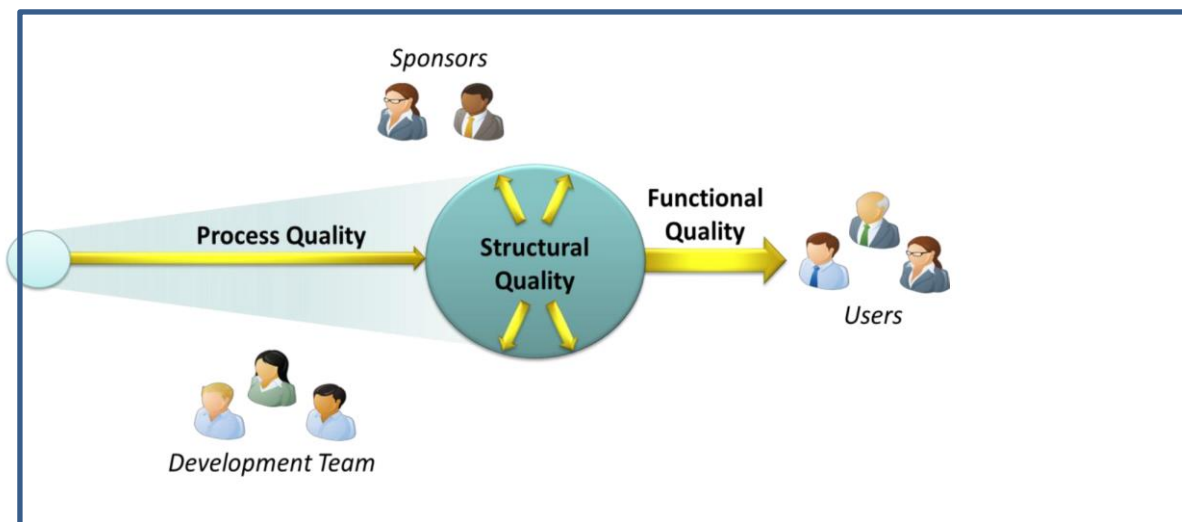 Sponsors
Process Quality
Structural
Quality
Functional
Quality
Users
Development Team